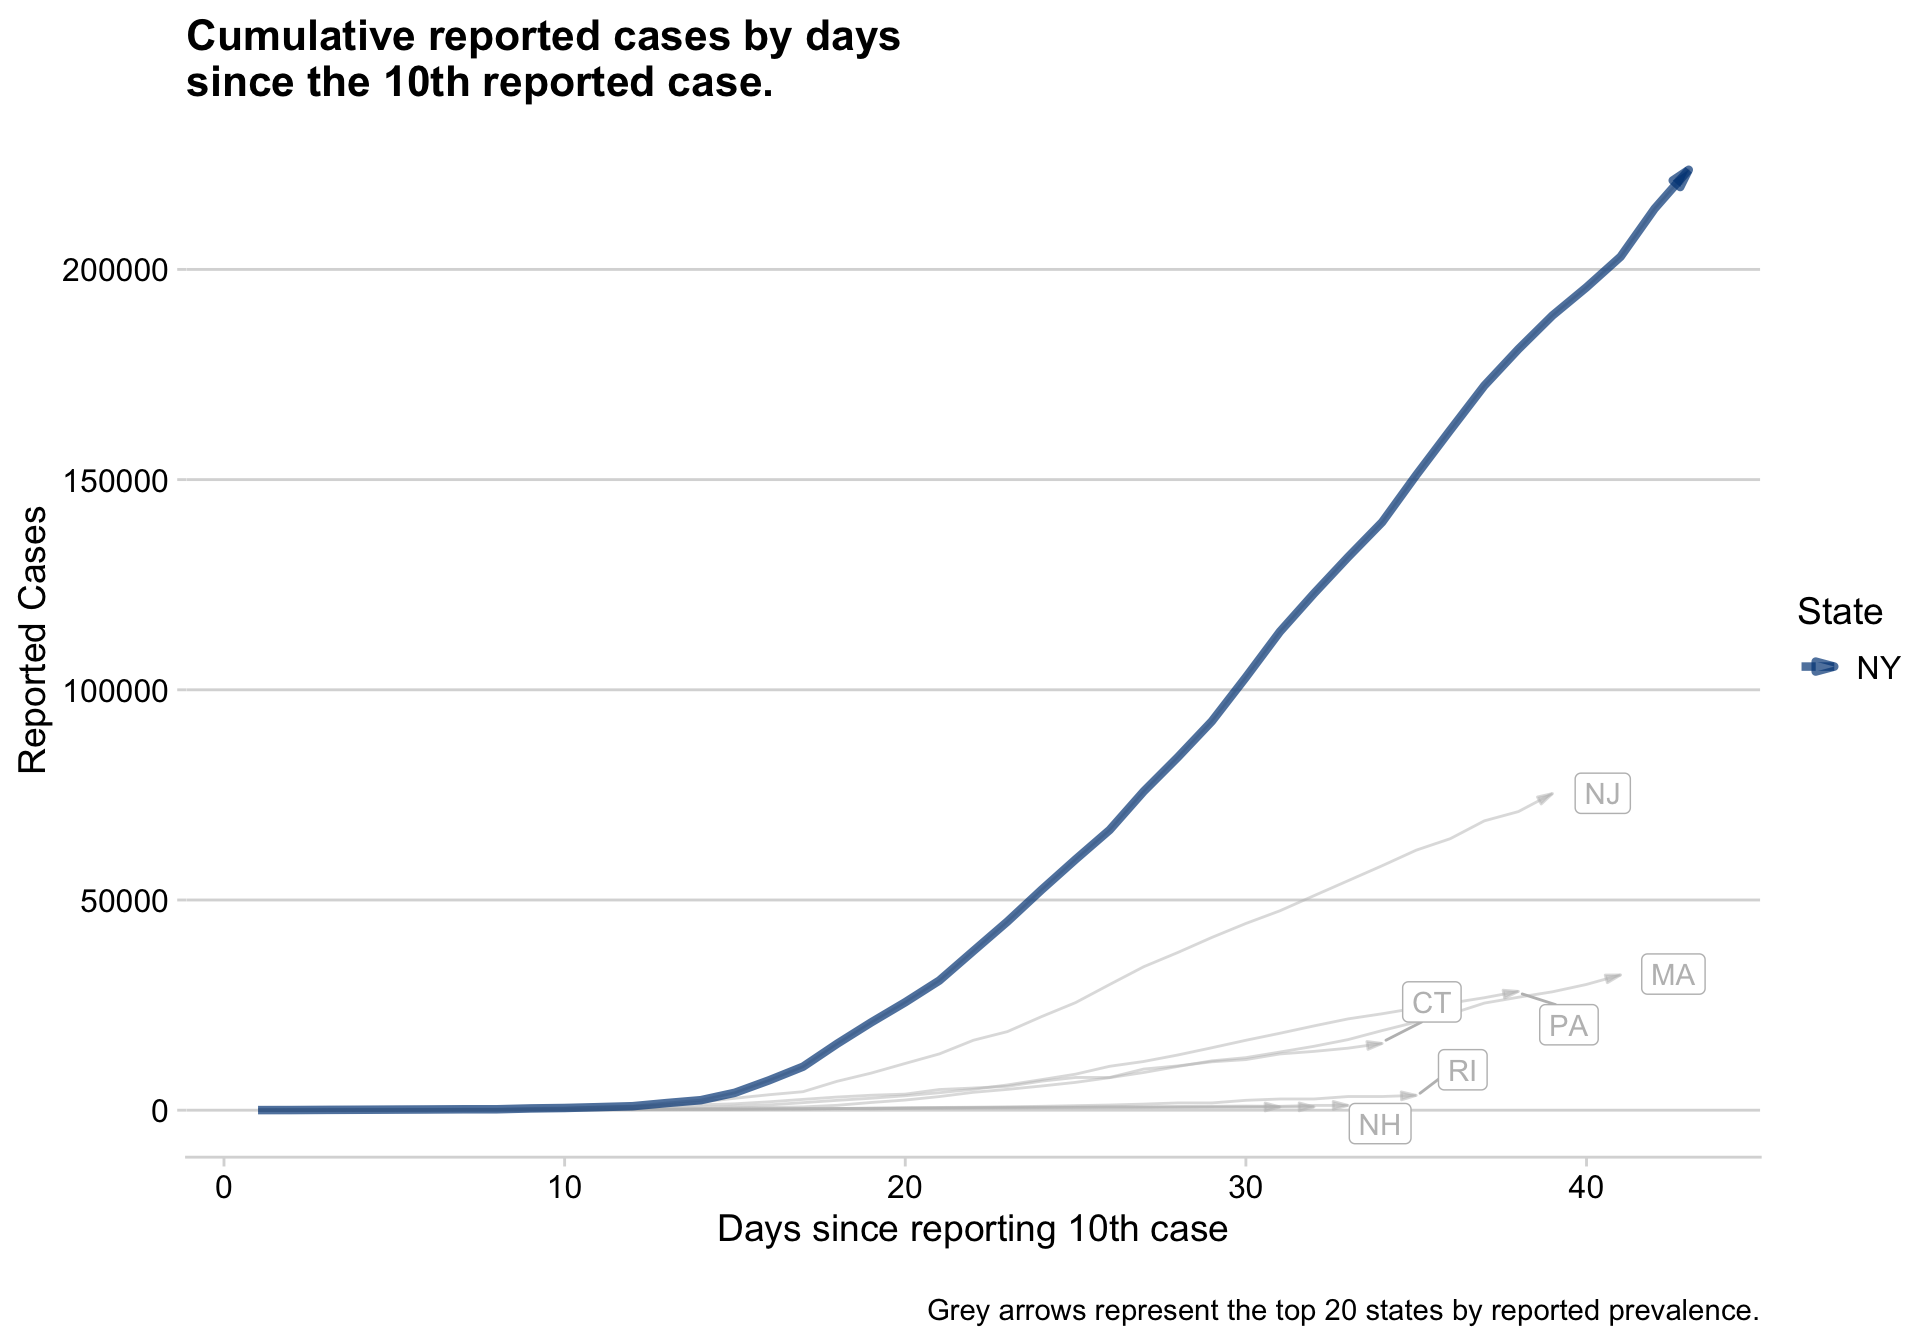 Cumulative reported cases by days
since the 10th reported case.
200000
150000
100000
50000
0
Reported Cases
NJ
MA
CT
PA
RI
NH
State
NY
0 10 20 30 40
Days since reporting 10th case
Grey arrows represent the top 20 states by reported prevalence.